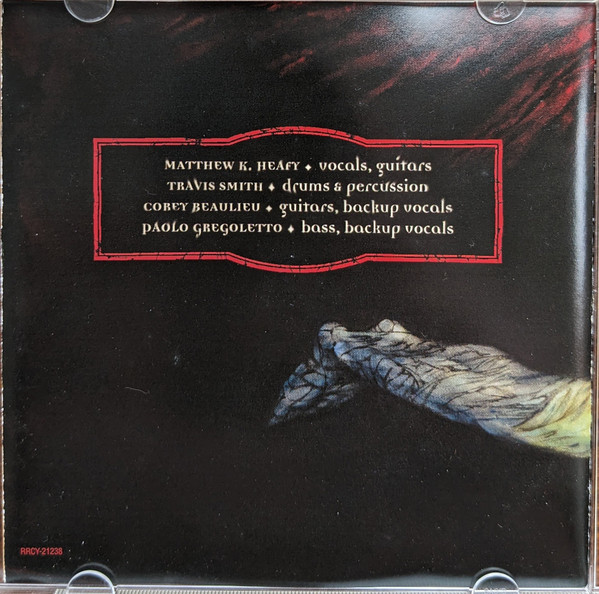 MATTHEW K. HEAFY ♦ vocals, guitars
TRAVIS SMITH ♦ drums & percussion
COREY BEAULIEU ♦ guitars, backup vocals
PAOLO GREGOLETTO ♦ bass, backup vocals
RRCY-21238